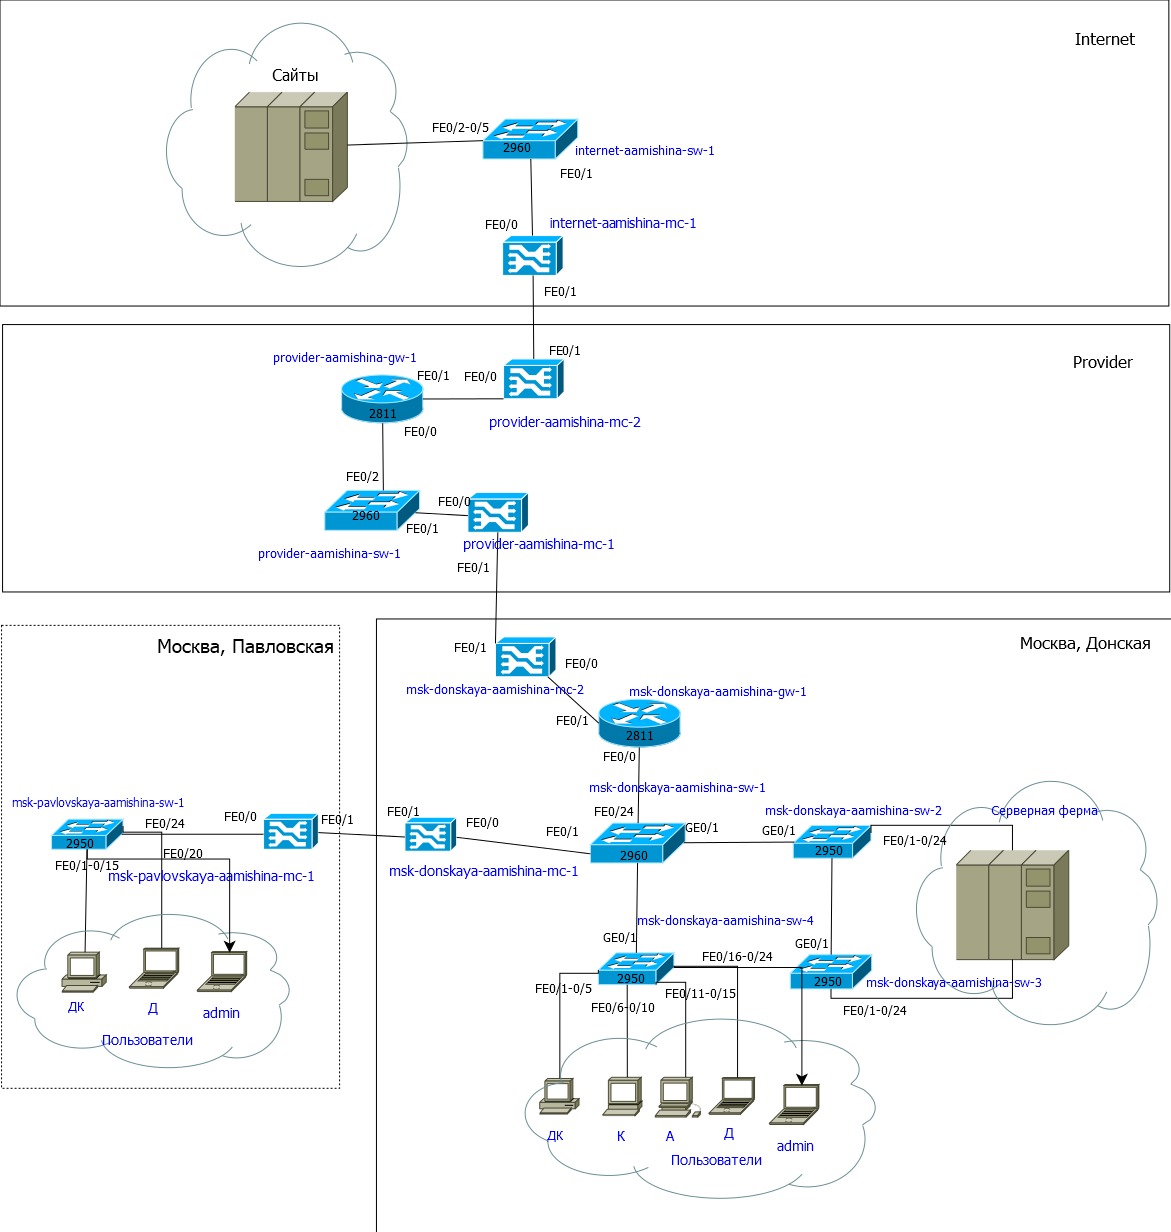 Internet
Сайты
FE0/2-0/5
2960
internet-aamishina-sw-1
FE0/1
FE0/0
internet-aamishina-mc-1
FE0/1
Provider
FE0/1
provider-aamishina-gw-1
FE0/1
FE0/0
2811
provider-aamishina-mc-2
FE0/0
FE0/2
2960
FE0/0
FE0/1
provider-aamishina-mc-1
provider-aamishina-sw-1
FE0/1
Москва, Павловская
msk-pavlovskaya-aamishina-sw-1
FE0/24
FE0/0
FE0/1
2950
FE0/20
FE0/1-0/15
msk-pavlovskaya-aamishina-mc-1
ДК
Д
admin
Пользователи
Москва, Донская
FE0/1
FE0/0
msk-donskaya-aamishina-mc-2
msk-donskaya-aamishina-gw-1
FE0/1
2811
FE0/0
msk-donskaya-aamishina-sw-1
FE0/24
FE0/1
FE0/0
FE0/1
GE0/1
2960
msk-donskaya-aamishina-mc-1
msk-donskaya-aamishina-sw-2
GE0/1
2950
FE0/1-0/24
Серверная ферма
msk-donskaya-aamishina-sw-4
GE0/1
FE0/16-0/24
GE0/1
2950
2950
msk-donskaya-aamishina-sw-3
FE0/1-0/5
FE0/11-0/15
FE0/6-0/10
FE0/1-0/24
ДК
К
А
Д
admin
Пользователи